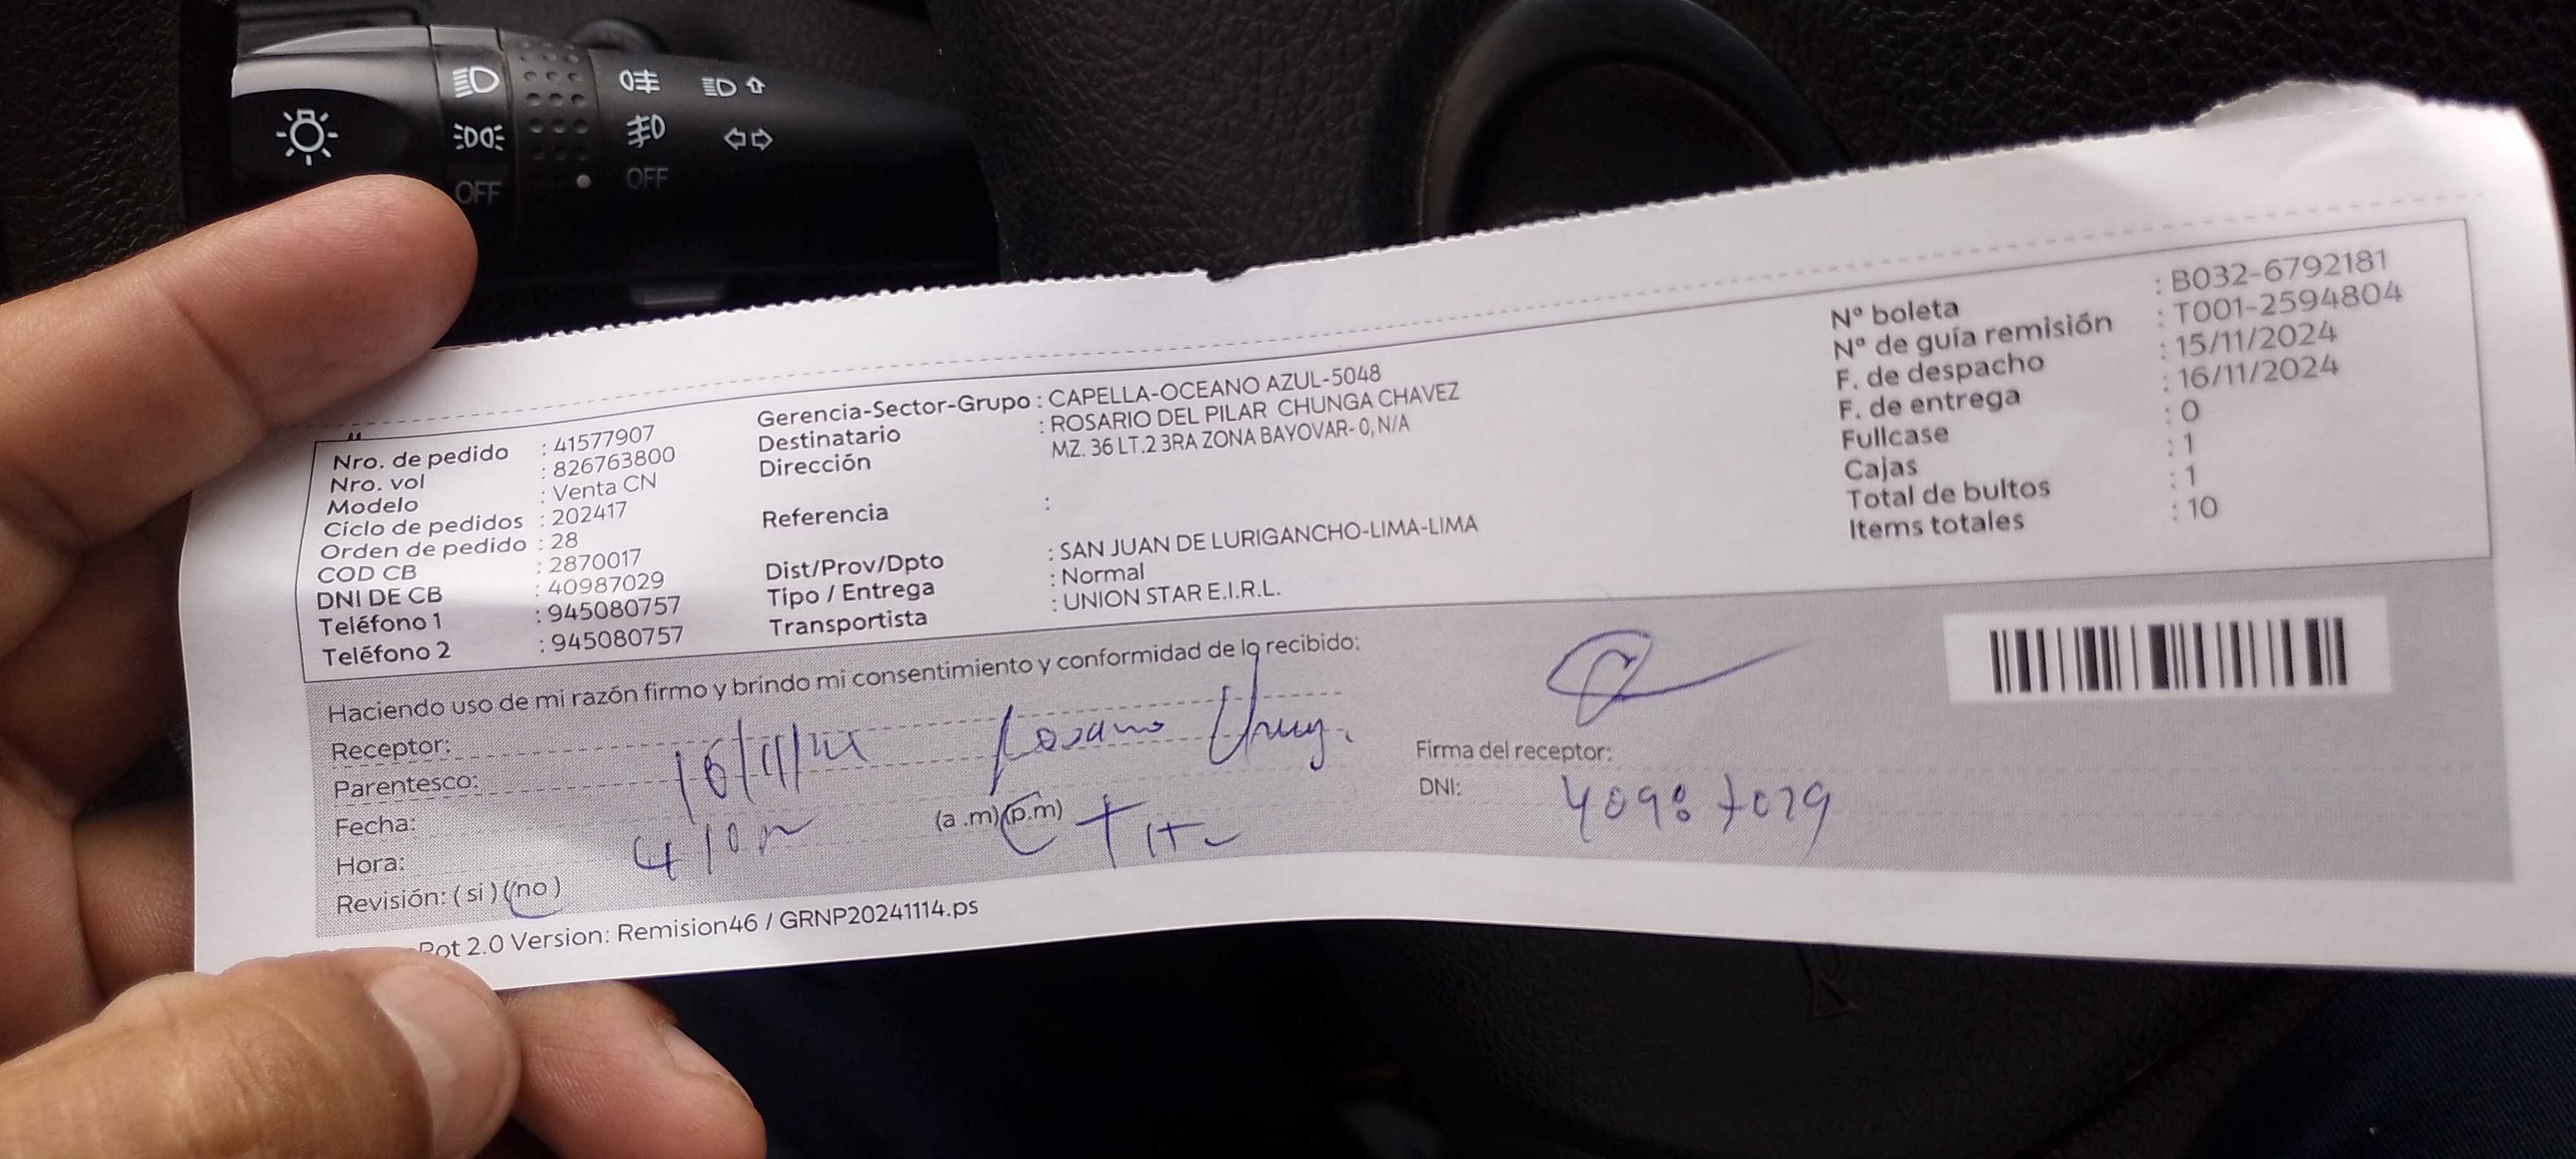 OFF
OFF
Nro. de pedido : 41577907
Nro. vol : 826763800
Modelo : Venta CN
Ciclo de pedidos : 202417
Orden de pedido : 28
COD CB : 2870017
DNI DE CB : 40987029
Teléfono 1 : 945080757
Teléfono 2 : 945080757
Gerencia-Sector-Grupo : CAPELLA-OCEANO AZUL-5048
Destinatario : ROSARIO DEL PILAR CHUNGA CHAVEZ
Dirección MZ. 36 LT.2 3RA ZONA BAYOVAR- 0, N/A
Referencia :
Dist/Prov/Dpto : SAN JUAN DE LURIGANCHO-LIMA-LIMA
Tipo / Entrega : Normal
Transportista : UNION STAR E.I.R.L.
Nº boleta : B032-6792181
Nº de guía remisión : T001-2594804
F. de despacho : 15/11/2024
F. de entrega : 16/11/2024
Fullcase : 0
Cajas : 1
Total de bultos : 1
Items totales : 10
Haciendo uso de mi razón firmo y brindo mi consentimiento y conformidad de lo recibido:
Receptor:
Parentesco:
Fecha:
Hora: (a .m) (p.m)
Revisión: ( si ) ( no )
Firma del receptor:
DNI: 40987029
Pot 2.0 Version: Remision46 / GRNP20241114.ps